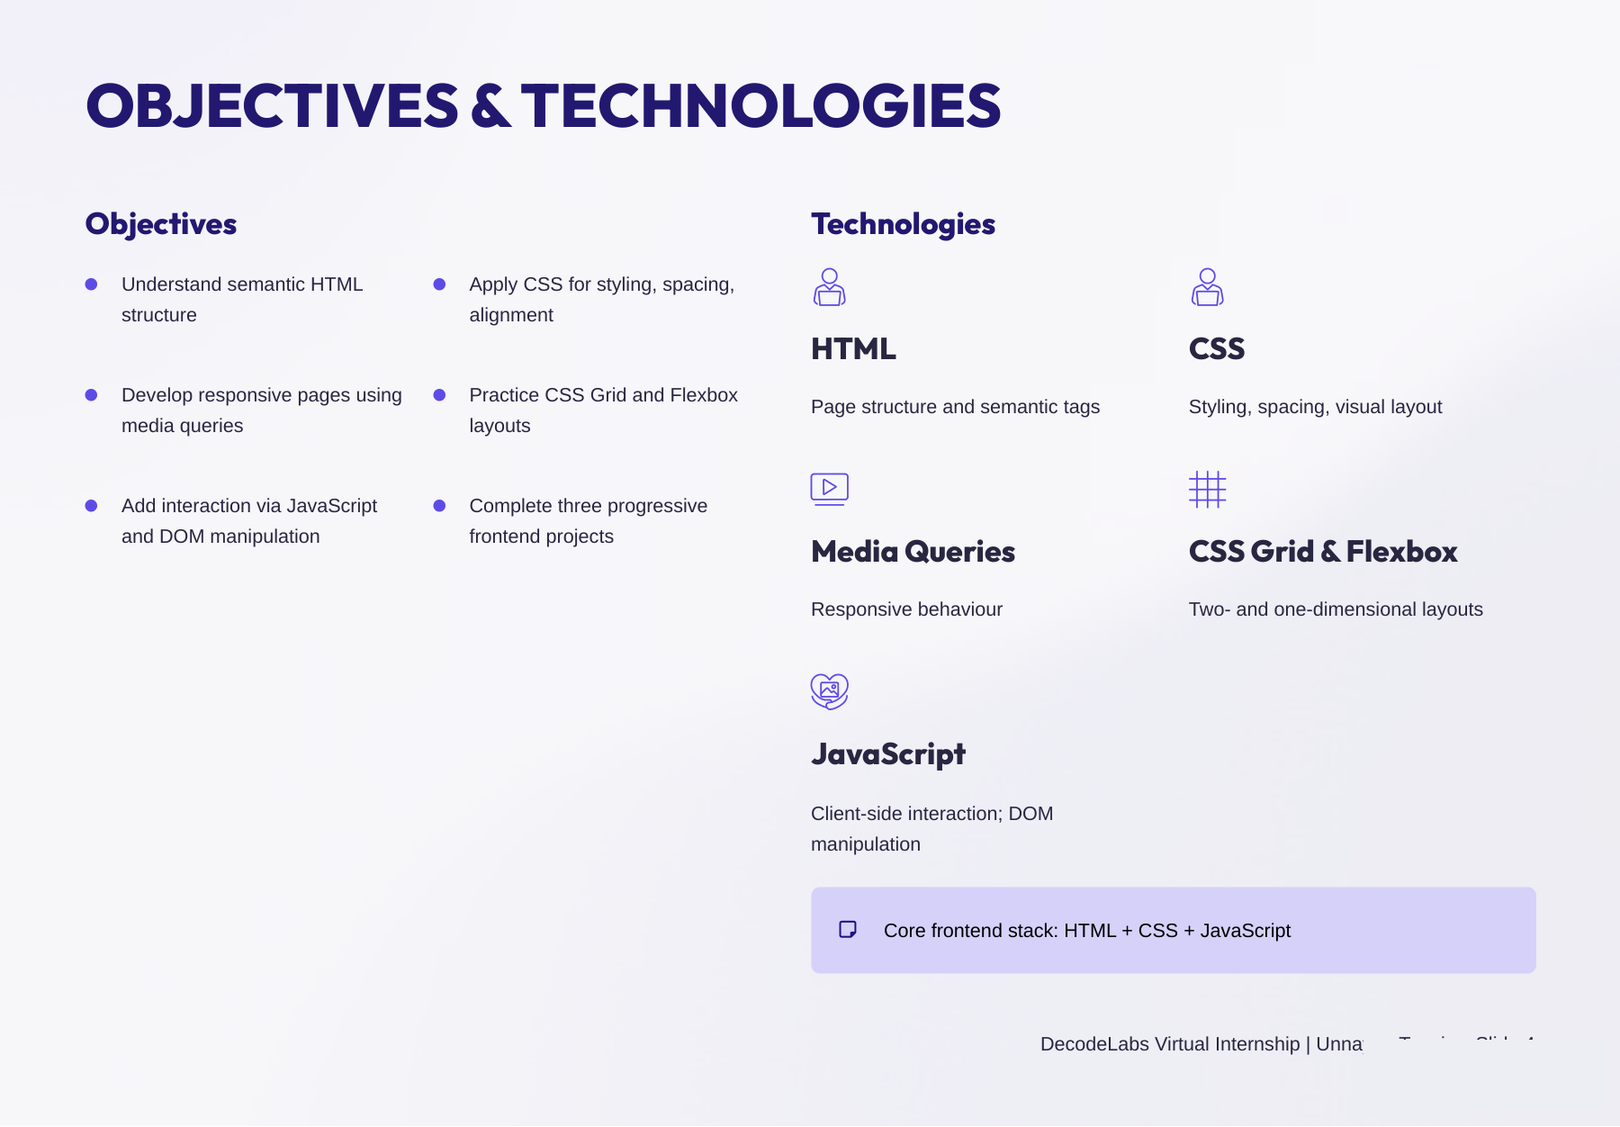 OBJECTIVES & TECHNOLOGIES
Objectives
Understand semantic HTML
structure
Apply CSS for styling, spacing,
alignment
Develop responsive pages using
media queries
Practice CSS Grid and Flexbox
layouts
Add interaction via JavaScript
and DOM manipulation
Complete three progressive
frontend projects
Technologies
HTML
Page structure and semantic tags
CSS
Styling, spacing, visual layout
Media Queries
Responsive behaviour
CSS Grid & Flexbox
Two- and one-dimensional layouts
JavaScript
Client-side interaction; DOM
manipulation
Core frontend stack: HTML + CSS + JavaScript
DecodeLabs Virtual Internship |